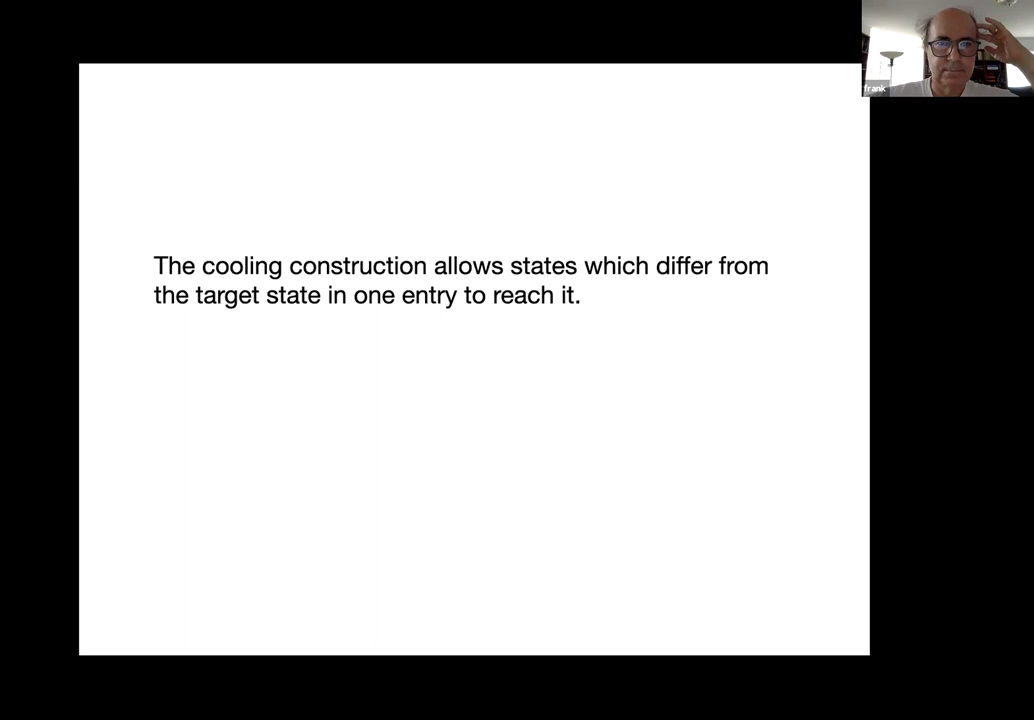 frank
The cooling construction allows states which differ from
the target state in one entry to reach it.